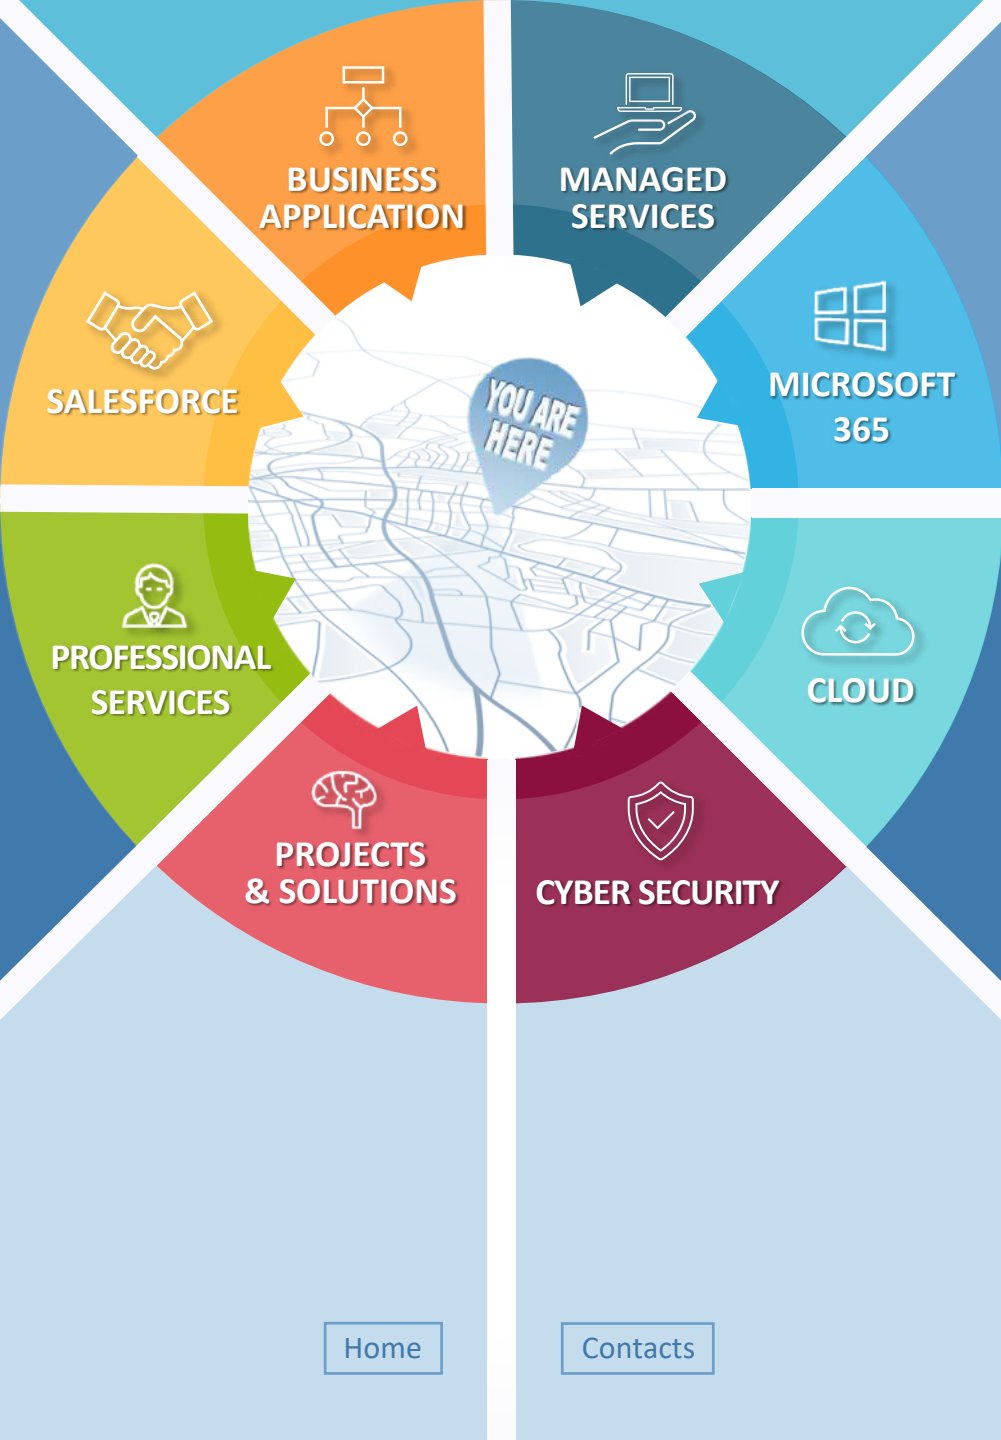 BUSINESS
APPLICATION
MANAGED
SERVICES
SALESFORCE
MICROSOFT
365
YOU ARE
HERE
PROFESSIONAL
SERVICES
CLOUD
PROJECTS
& SOLUTIONS
CYBER SECURITY
Home
Contacts